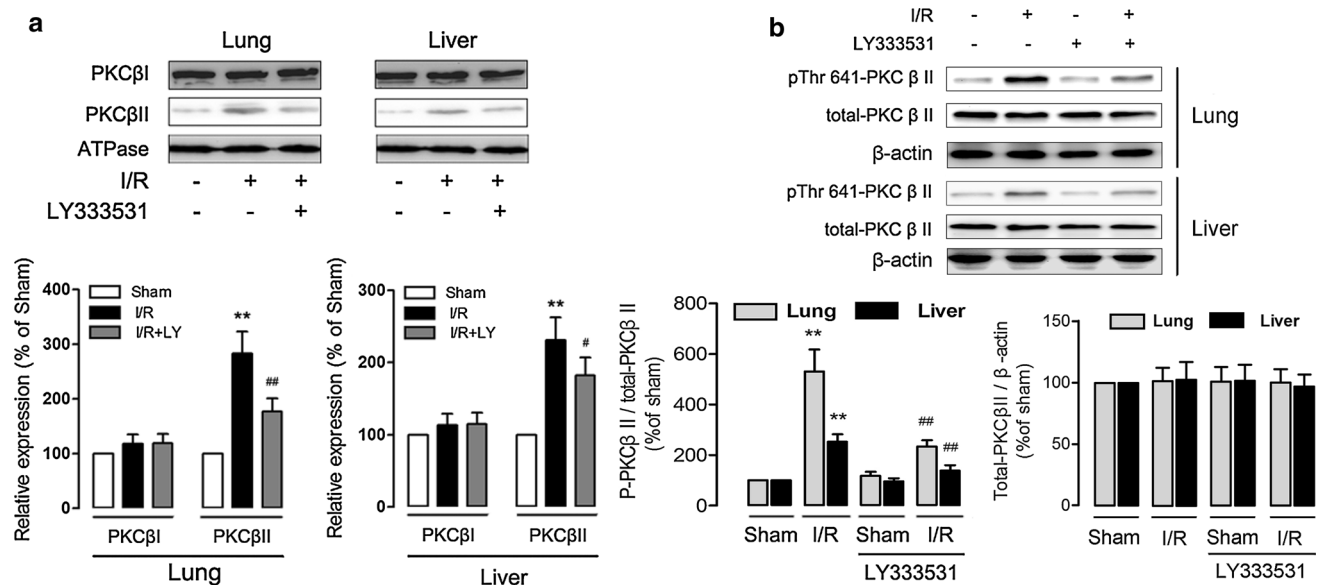 a
Lung Liver
PKCβI
PKCβII
ATPase
I/R - + + - + +
LY333531 - - + - - +
Relative expression (% of Sham)
400
300
200
100
0
Sham
I/R
I/R+LY
**
##
PKCβI PKCβII
Lung
Relative expression (% of Sham)
300
200
100
0
Sham
I/R
I/R+LY
**
#
PKCβI PKCβII
Liver
b
I/R - + - +
LY333531 - - + +
pThr 641-PKC β II
total-PKC β II
β-actin
Lung
pThr 641-PKC β II
total-PKC β II
β-actin
Liver
P-PKCβ II / total-PKCβ II
(%of sham)
800
600
400
200
0
Lung Liver
**
**
##
##
Sham I/R Sham I/R
LY333531
Total-PKCβII / β -actin
(%of sham)
150
100
50
0
Lung Liver
Sham I/R Sham I/R
LY333531